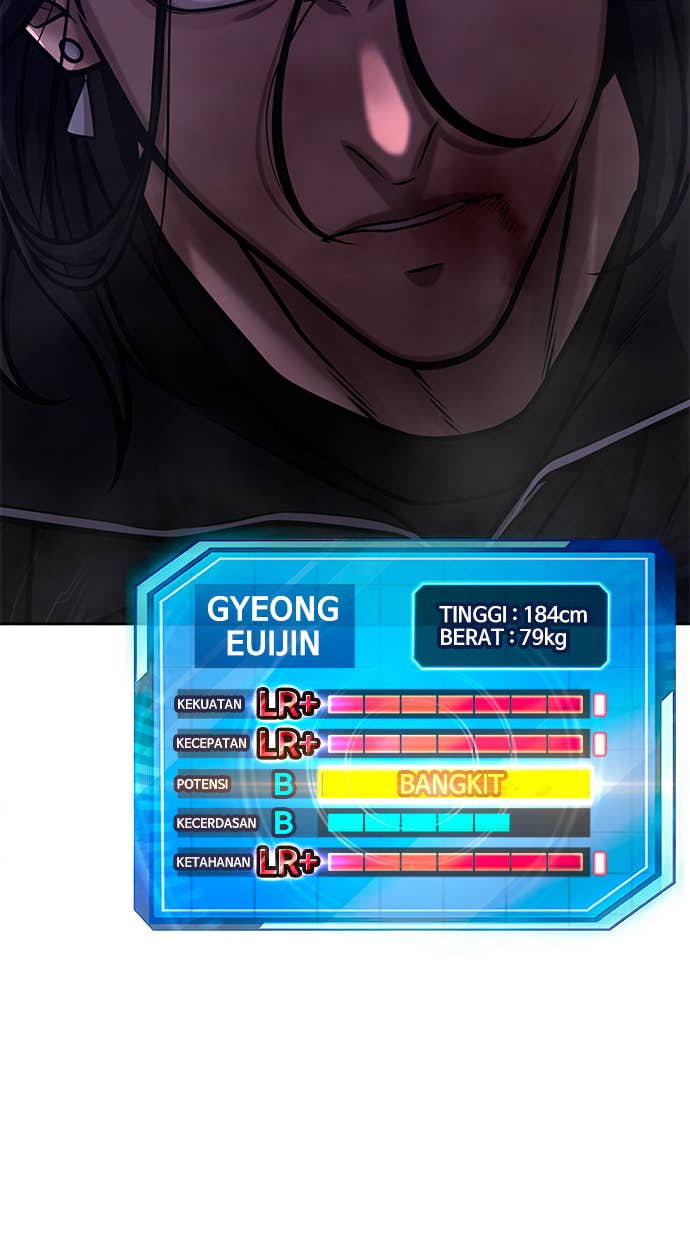 GYEONG
EUIJIN
TINGGI : 184cm
BERAT : 79kg
KEKUATAN LR+
KECEPATAN LR+
POTENSI B BANGKIT
KECERDASAN B
KETAHANAN LR+